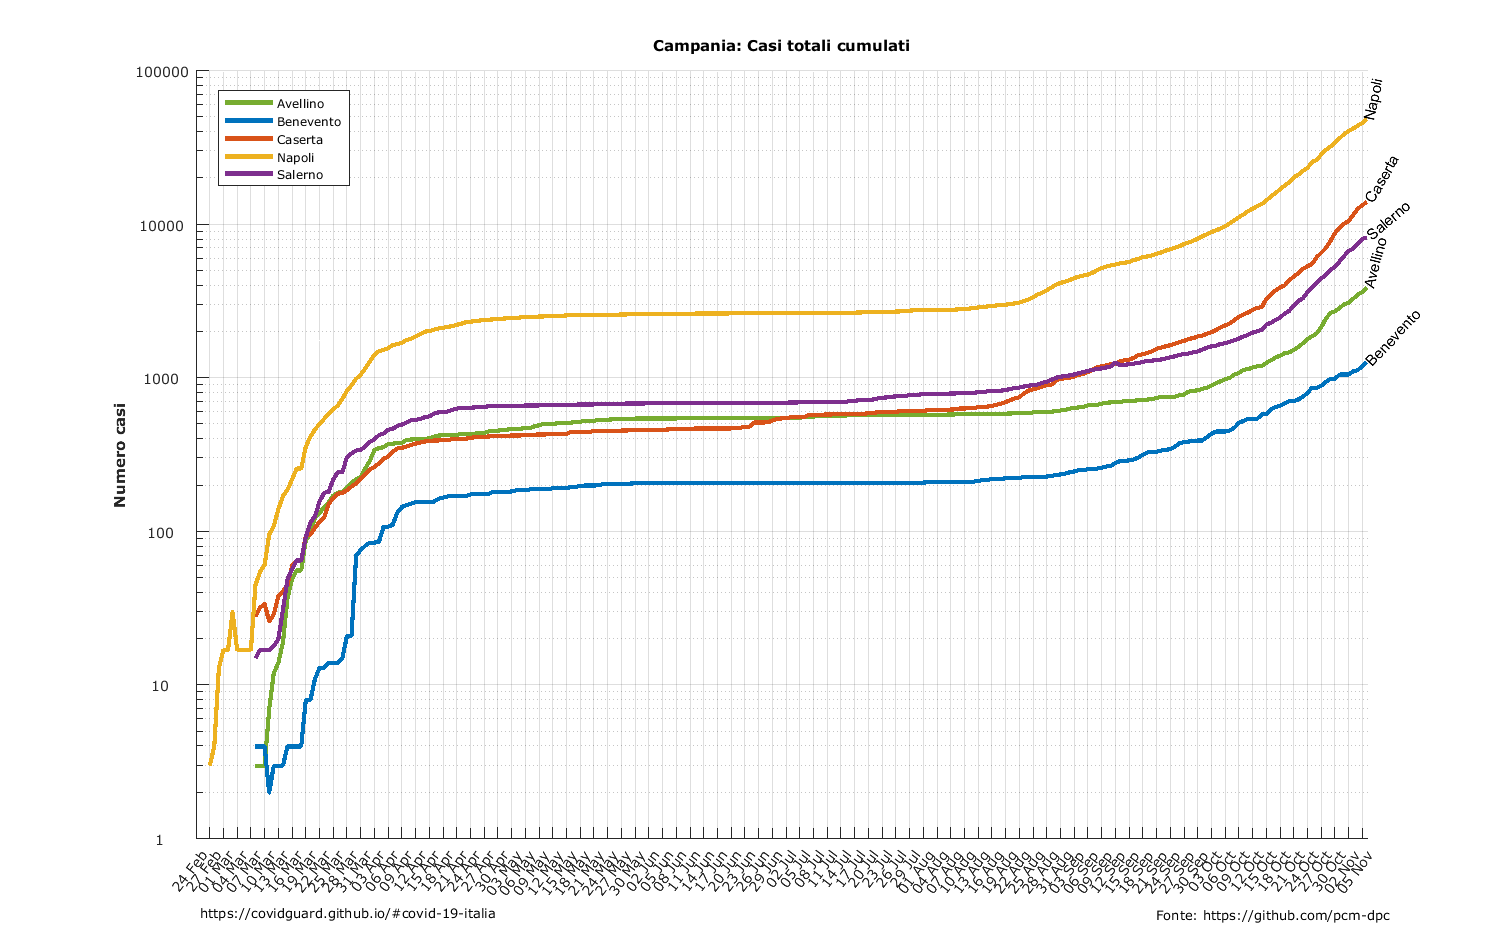 Campania: Casi totali cumulati
100000
10000
1000
100
10
1
Numero casi
Avellino
Benevento
Caserta
Napoli
Salerno
Napoli
Caserta
Salerno
Avellino
Benevento
24 Feb
27 Feb
01 Mar
04 Mar
07 Mar
10 Mar
13 Mar
16 Mar
19 Mar
22 Mar
25 Mar
28 Mar
31 Mar
03 Apr
06 Apr
09 Apr
12 Apr
15 Apr
18 Apr
21 Apr
24 Apr
27 Apr
30 Apr
03 May
06 May
09 May
12 May
15 May
18 May
21 May
24 May
27 May
30 May
02 Jun
05 Jun
08 Jun
11 Jun
14 Jun
17 Jun
20 Jun
23 Jun
26 Jun
29 Jun
02 Jul
05 Jul
08 Jul
11 Jul
14 Jul
17 Jul
20 Jul
23 Jul
26 Jul
29 Jul
01 Aug
04 Aug
07 Aug
10 Aug
13 Aug
16 Aug
19 Aug
22 Aug
25 Aug
28 Aug
31 Aug
03 Sep
06 Sep
09 Sep
12 Sep
15 Sep
18 Sep
21 Sep
24 Sep
27 Sep
30 Sep
03 Oct
06 Oct
09 Oct
12 Oct
15 Oct
18 Oct
21 Oct
24 Oct
27 Oct
30 Oct
02 Nov
05 Nov
https://covidguard.github.io/#covid-19-italia
Fonte: https://github.com/pcm-dpc